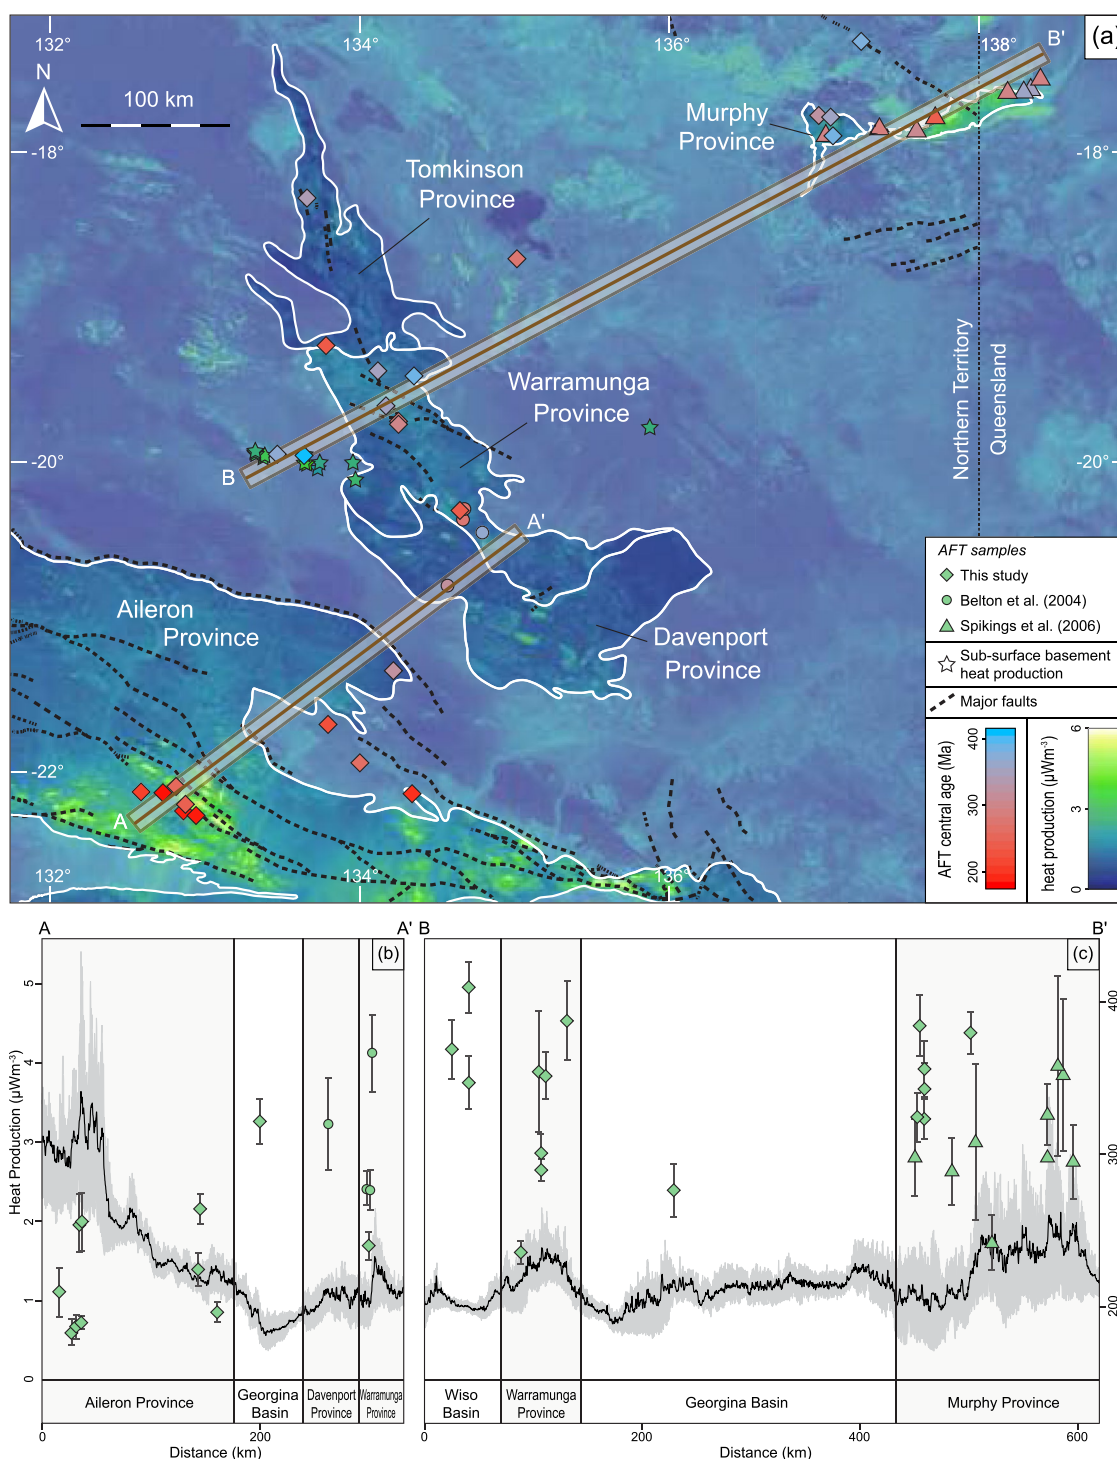 132°
134°
136°
138°
(a)
B'
N
100 km
Murphy
Province
-18°
-18°
Tomkinson
Province
Warramunga
Province
Northern Territory
Queensland
-20°
-20°
B
A'
Aileron
Province
Davenport
Province
-22°
A
132°
134°
136°
AFT samples
This study
Belton et al. (2004)
Spikings et al. (2006)
Sub-surface basement
heat production
Major faults
AFT central age (Ma)
400
300
200
heat production (µWm⁻³)
6
3
0
A
A'
B
B'
(b)
(c)
Heat Production (µWm⁻³)
5
4
3
2
1
0
400
300
200
Aileron Province
Georgina
Basin
Davenport
Province
Warramunga
Province
Wiso
Basin
Warramunga
Province
Georgina Basin
Murphy Province
0
200
0
200
400
600
Distance (km)
Distance (km)